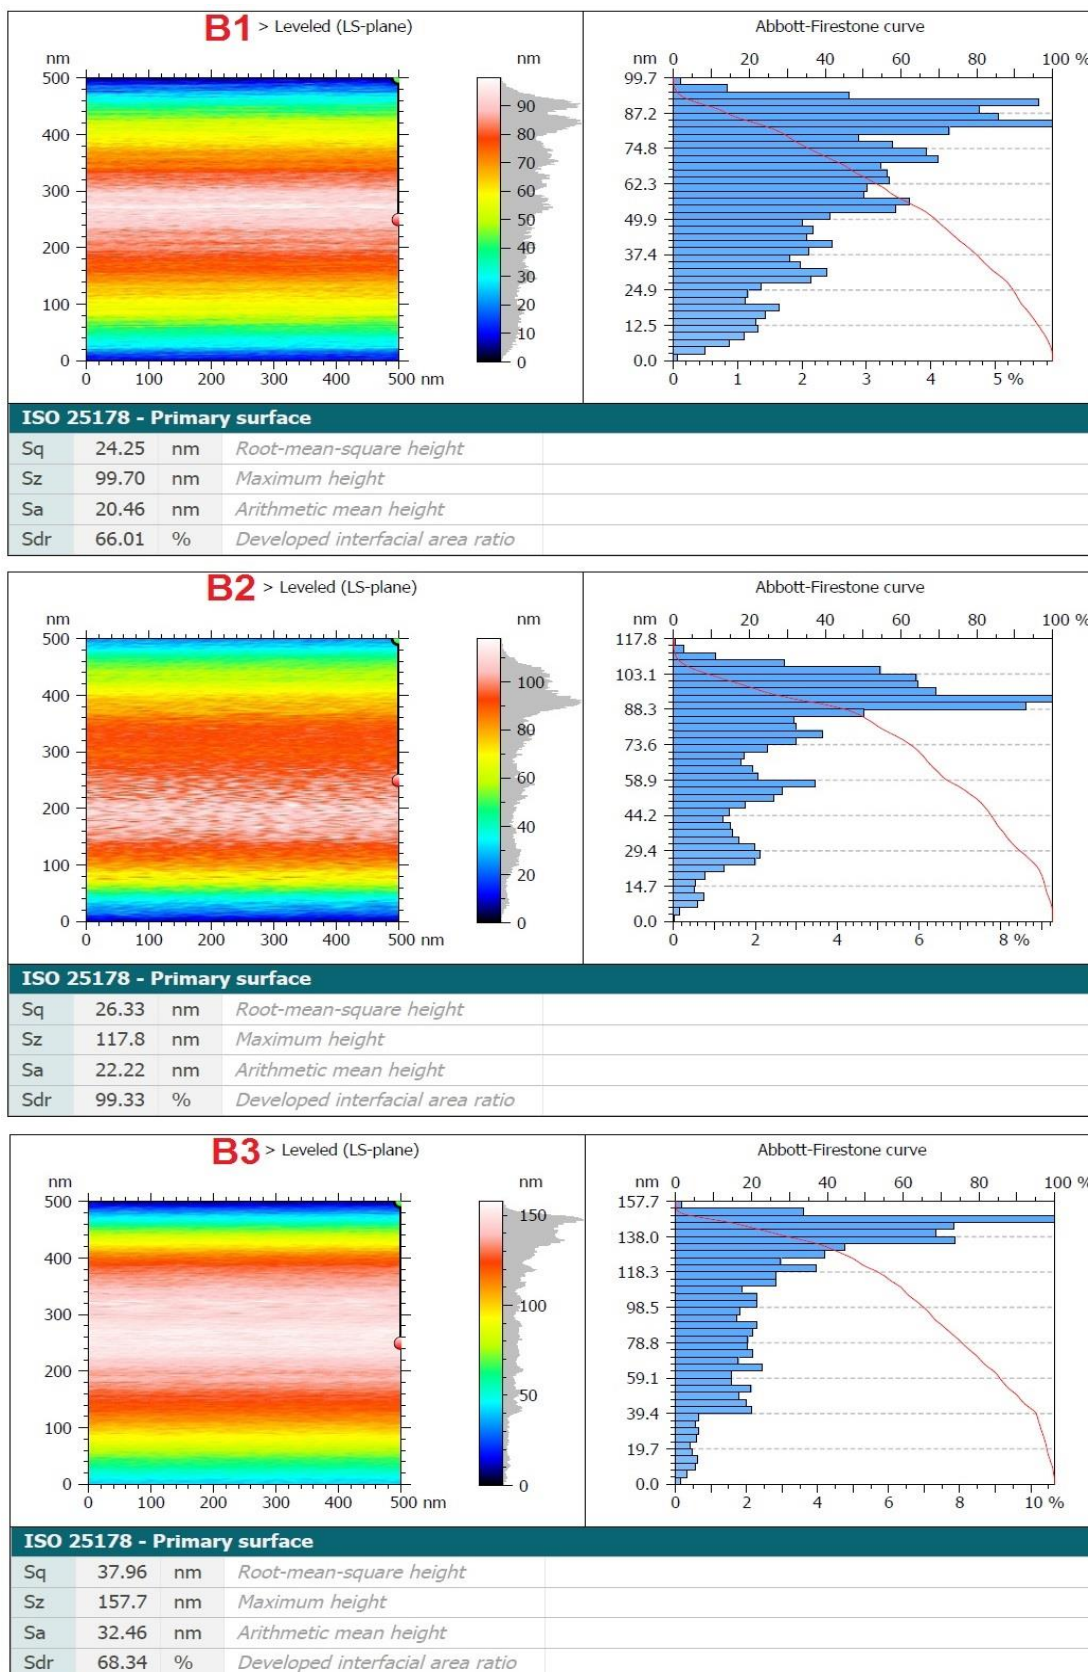 B1 > Leveled (LS-plane)
Abbott-Firestone curve
nm
nm
nm
0 20 40 60 80 100 %
500
400
300
200
100
0
90
80
70
60
50
40
30
20
10
0
99.7
87.2
74.8
62.3
49.9
37.4
24.9
12.5
0.0
0 100 200 300 400 500 nm
0 1 2 3 4 5 %
ISO 25178 - Primary surface
Sq 24.25 nm Root-mean-square height
Sz 99.70 nm Maximum height
Sa 20.46 nm Arithmetic mean height
Sdr 66.01 % Developed interfacial area ratio
B2 > Leveled (LS-plane)
Abbott-Firestone curve
nm
nm
nm
0 20 40 60 80 100 %
500
400
300
200
100
0
100
80
60
40
20
0
117.8
103.1
88.3
73.6
58.9
44.2
29.4
14.7
0.0
0 100 200 300 400 500 nm
0 2 4 6 8 %
ISO 25178 - Primary surface
Sq 26.33 nm Root-mean-square height
Sz 117.8 nm Maximum height
Sa 22.22 nm Arithmetic mean height
Sdr 99.33 % Developed interfacial area ratio
B3 > Leveled (LS-plane)
Abbott-Firestone curve
nm
nm
nm
0 20 40 60 80 100 %
500
400
300
200
100
0
150
100
50
0
157.7
138.0
118.3
98.5
78.8
59.1
39.4
19.7
0.0
0 100 200 300 400 500 nm
0 2 4 6 8 10 %
ISO 25178 - Primary surface
Sq 37.96 nm Root-mean-square height
Sz 157.7 nm Maximum height
Sa 32.46 nm Arithmetic mean height
Sdr 68.34 % Developed interfacial area ratio